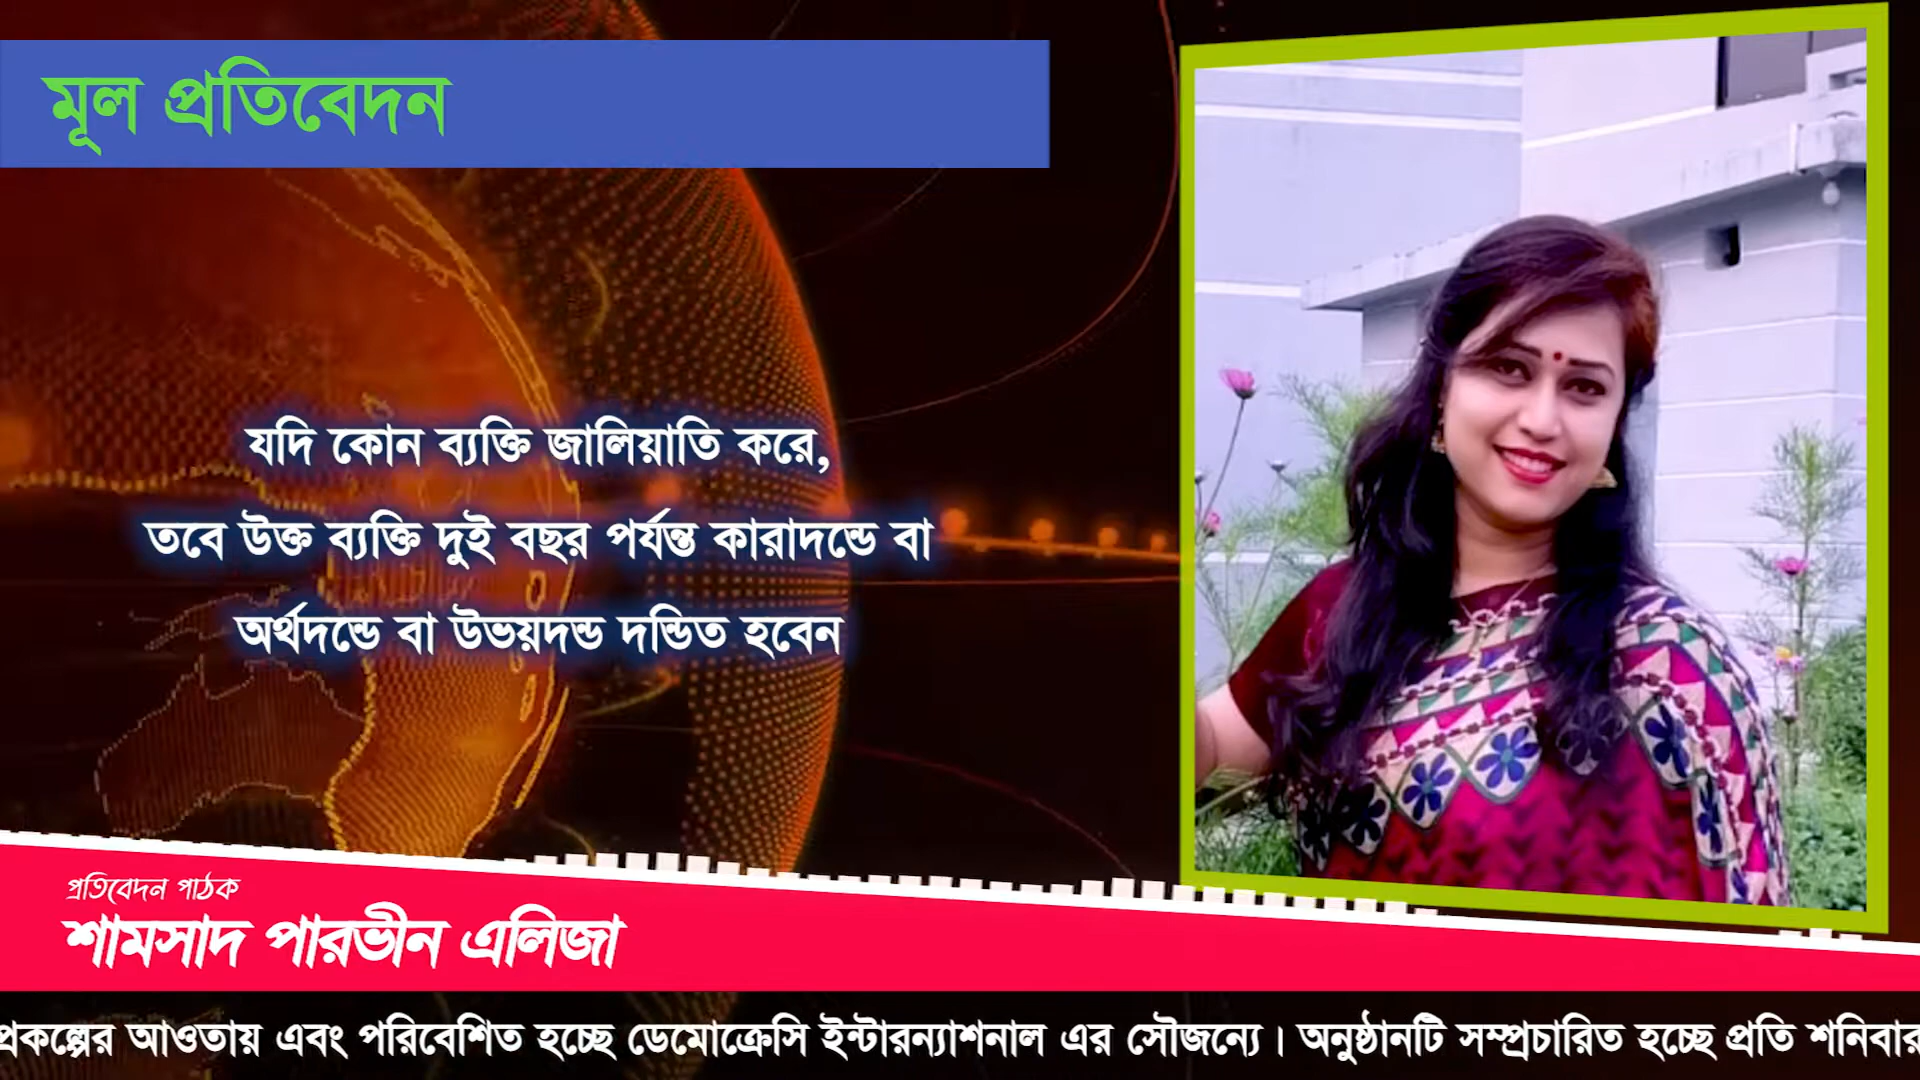 মূল প্রতিবেদন
যদি কোন ব্যক্তি জালিয়াতি করে,
তবে উক্ত ব্যক্তি দুই বছর পর্যন্ত কারাদন্ডে বা
অর্থদন্ডে বা উভয়দন্ড দন্ডিত হবেন
প্রতিবেদন পাঠক
শামসাদ পারভীন এলিজা
প্রকল্পের আওতায় এবং পরিবেশিত হচ্ছে ডেমোক্রেসি ইন্টারন্যাশনাল এর সৌজন্যে। অনুষ্ঠানটি সম্প্রচারিত হচ্ছে প্রতি শনিবার